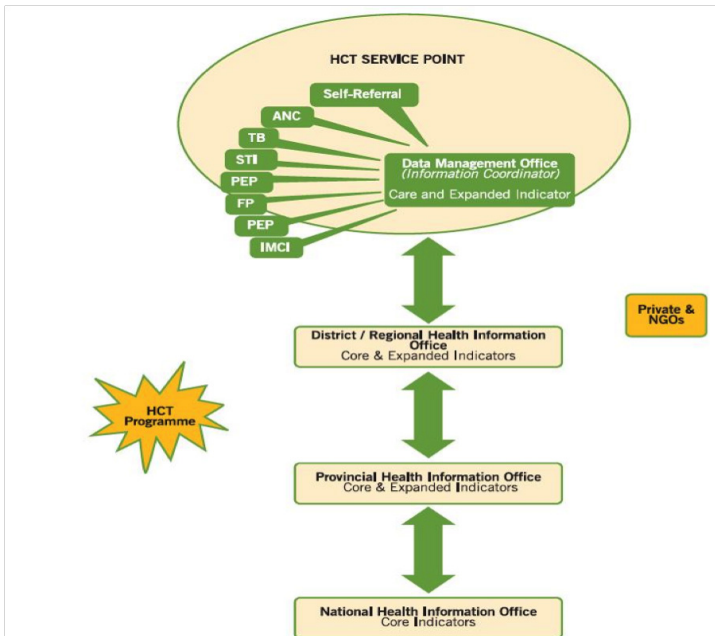 HCT SERVICE POINT
Self-Referral
ANC
TB
STI
PEP
FP
PEP
IMCI
Data Management Office
(Information Coordinator)
Care and Expanded Indicator
Private &
NGOs
District / Regional Health Information
Office
Core & Expanded Indicators
HCT
Programme
Provincial Health Information Office
Core & Expanded Indicators
National Health Information Office
Core Indicators